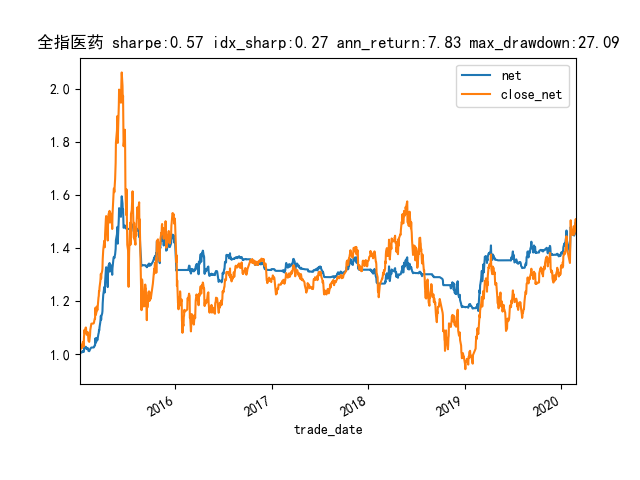 全指医药 sharpe:0.57 idx_sharp:0.27 ann_return:7.83 max_drawdown:27.09
net
close_net
2.0
1.8
1.6
1.4
1.2
1.0
2016
2017
2018
2019
2020
trade_date